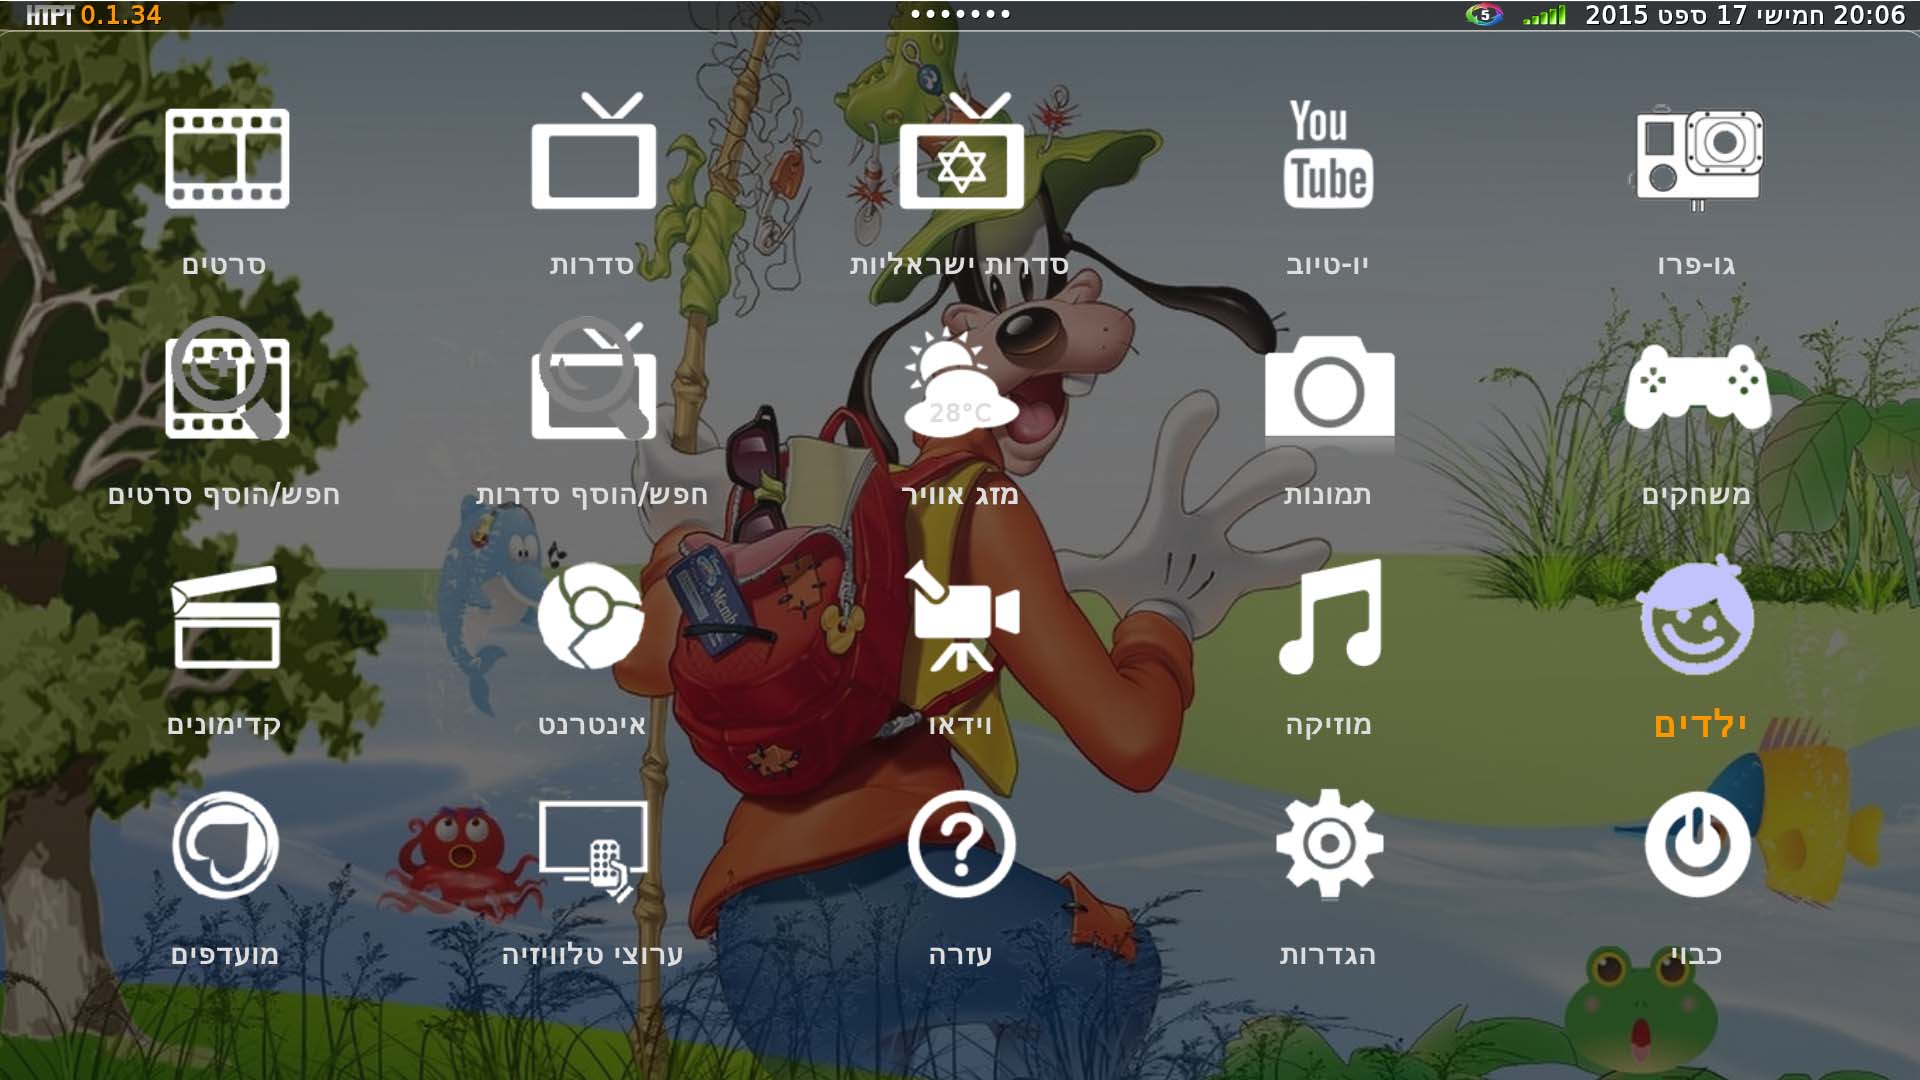 HTPT 0.1.34
5
20:06 חמישי 17 ספט 2015
You
Tube
סרטים
סדרות
סדרות ישראליות
יו-טיוב
גו-פרו
28°C
חפש/הוסף סרטים
חפש/הוסף סדרות
מזג אוויר
תמונות
משחקים
קדימונים
אינטרנט
וידאו
מוזיקה
ילדים
?
מועדפים
ערוצי טלוויזיה
עזרה
הגדרות
כבוי